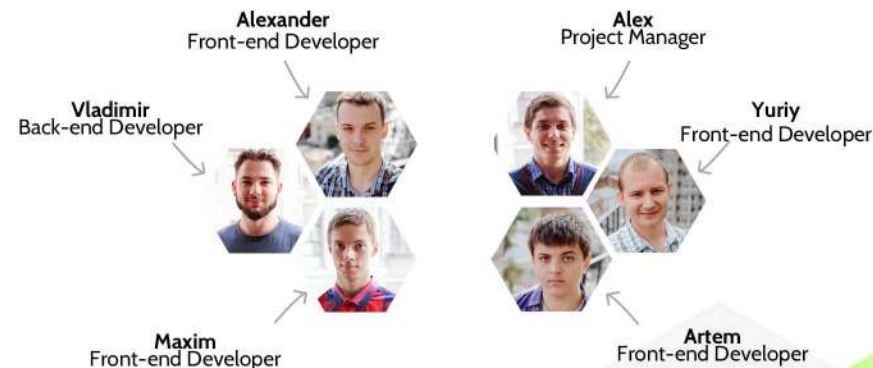 Alexander
Front-end Developer
Alex
Project Manager
Vladimir
Back-end Developer
Yuriy
Front-end Developer
Maxim
Front-end Developer
Artem
Front-end Developer